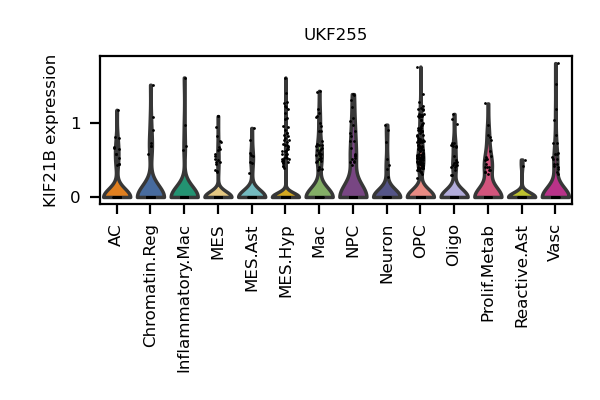 UKF255
KIF21B expression
1
0
AC
Chromatin.Reg
Inflammatory.Mac
MES
MES.Ast
MES.Hyp
Mac
NPC
Neuron
OPC
Oligo
Prolif.Metab
Reactive.Ast
Vasc